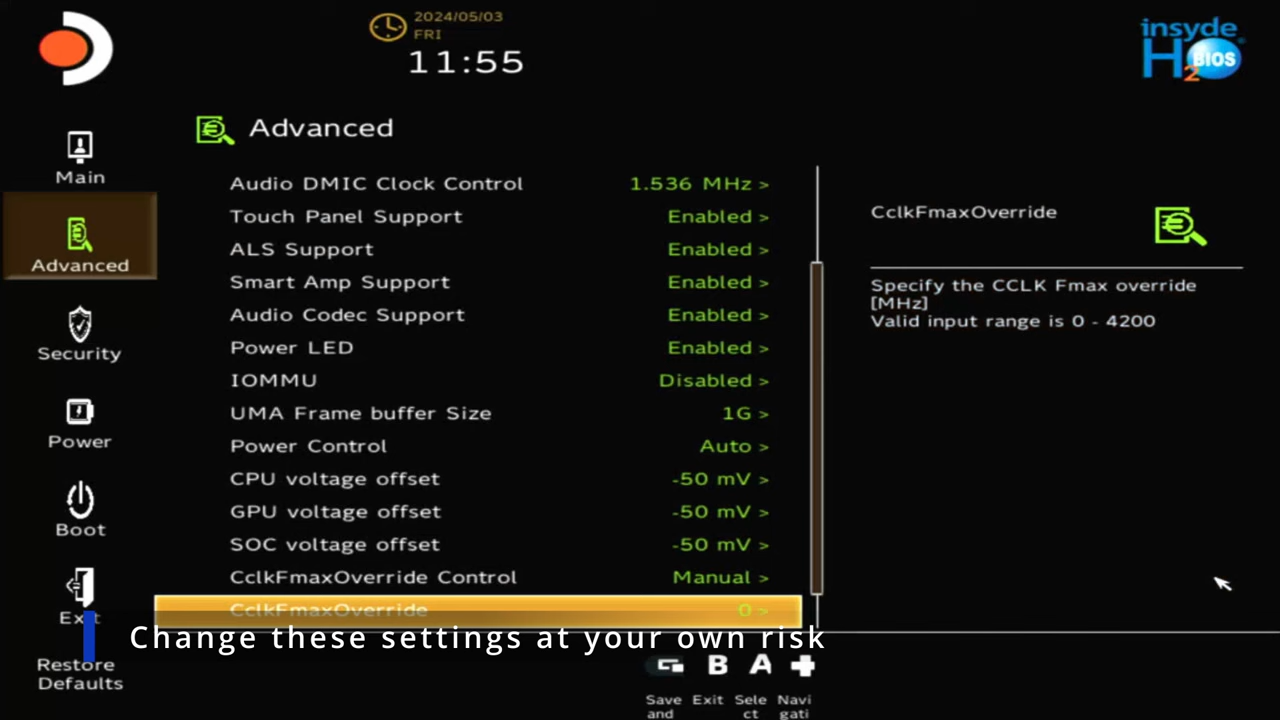 2024/05/03
FRI
11:55
insyde
H2BIOS
Advanced
Main
Advanced
Security
Power
Boot
Exit
Restore
Defaults
Audio DMIC Clock Control 1.536 MHz >
Touch Panel Support Enabled >
ALS Support Enabled >
Smart Amp Support Enabled >
Audio Codec Support Enabled >
Power LED Enabled >
IOMMU Disabled >
UMA Frame buffer Size 1G >
Power Control Auto >
CPU voltage offset -50 mV >
GPU voltage offset -50 mV >
SOC voltage offset -50 mV >
CclkFmaxOverride Control Manual >
CclkFmaxOverride 0 >
CclkFmaxOverride
Specify the CCLK Fmax override
[MHz]
Valid input range is 0 - 4200
Change these settings at your own risk
B A
Save Exit Sele Navi
and ct gati